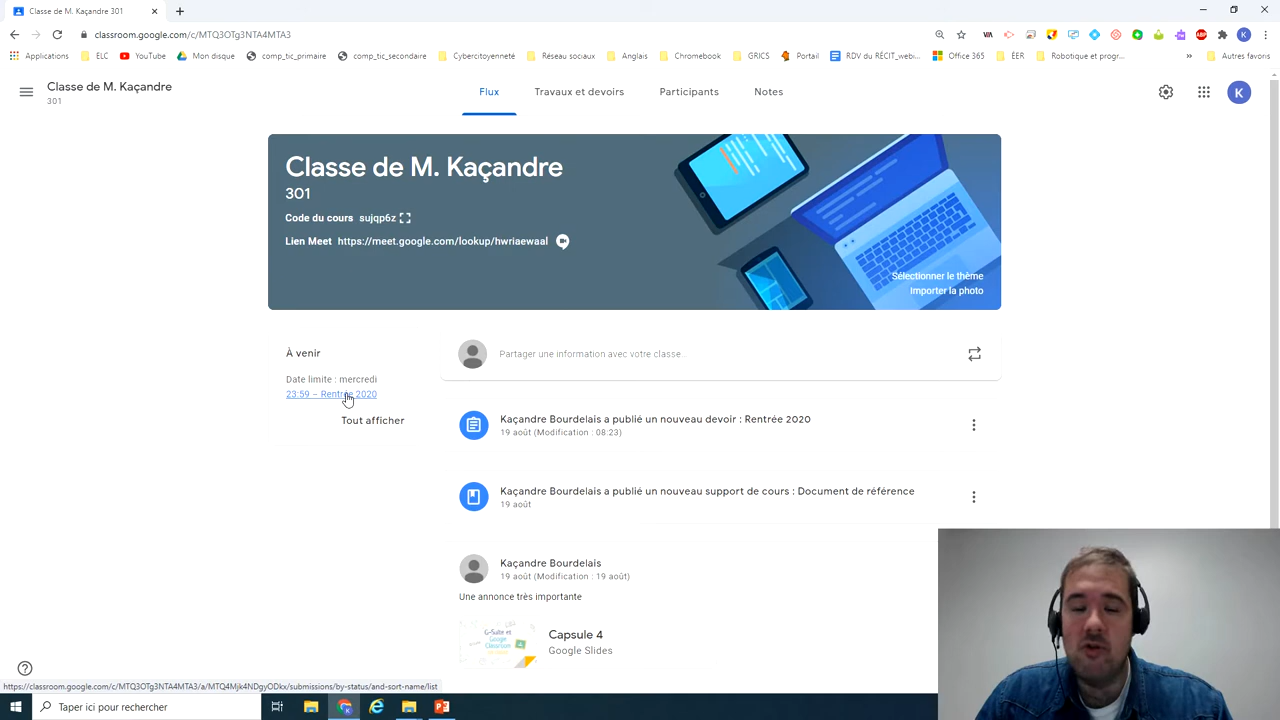 Classe de M. Kaçandre 301
classroom.google.com/c/MTQ3OTg3NTA4MTA3
Applications ELC YouTube Mon disque comp_tic_primaire comp_tic_secondaire Cybercitoyenneté Réseau sociaux Anglais Chromebook GRICS Portail RDV du RÉCIT_web... Office 365 ÉER Robotique et progr... » Autres favoris
Classe de M. Kaçandre
301
Flux Travaux et devoirs Participants Notes
K
Classe de M. Kaçandre
301
Code du cours sujqp6z
Lien Meet https://meet.google.com/lookup/hwriaewaal
Sélectionner le thème
Importer la photo
À venir
Date limite : mercredi
23:59 – Rentrée 2020
Tout afficher
Partager une information avec votre classe…
Kaçandre Bourdelais a publié un nouveau devoir : Rentrée 2020
19 août (Modification : 08:23)
Kaçandre Bourdelais a publié un nouveau support de cours : Document de référence
19 août
Kaçandre Bourdelais
19 août (Modification : 19 août)
Une annonce très importante
G-Suite et
Google
Classroom
Capsule 4
Google Slides
https://classroom.google.com/c/MTQ3OTg3NTA4MTA3/a/MTQ4Mjk4NDgyODkx/submissions/by-status/and-sort-name/list
Taper ici pour rechercher